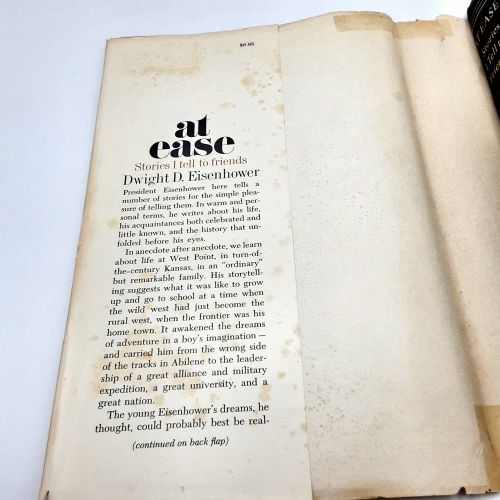 $6.95
at
ease
Stories I tell to friends
Dwight D. Eisenhower
President Eisenhower here tells a
number of stories for the simple plea-
sure of telling them. In warm and per-
sonal terms, he writes about his life,
his acquaintances both celebrated and
little known, and the history that un-
folded before his eyes.
In anecdote after anecdote, we learn
about life at West Point, in turn-of-
the-century Kansas, in an "ordinary"
but remarkable family. His storytell-
ing suggests what it was like to grow
up and go to school at a time when
the wild west had just become the
rural west, when the frontier was his
home town. It awakened the dreams
of adventure in a boy's imagination—
and carried him from the wrong side
of the tracks in Abilene to the leader-
ship of a great alliance and military
expedition, a great university, and a
great nation.
The young Eisenhower's dreams, he
thought, could probably best be real-
(continued on back flap)